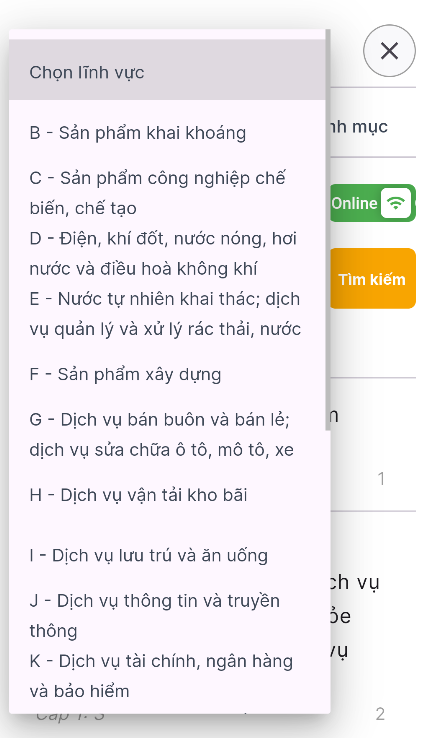 Chọn lĩnh vực
B - Sản phẩm khai khoáng
nh mục
C - Sản phẩm công nghiệp chế
biến, chế tạo
Online
D - Điện, khí đốt, nước nóng, hơi
nước và điều hoà không khí
Tìm kiếm
E - Nước tự nhiên khai thác; dịch
vụ quản lý và xử lý rác thải, nước
F - Sản phẩm xây dựng
G - Dịch vụ bán buôn và bán lẻ;
dịch vụ sửa chữa ô tô, mô tô, xe
1
H - Dịch vụ vận tải kho bãi
I - Dịch vụ lưu trú và ăn uống
ch vụ
J - Dịch vụ thông tin và truyền
thông
vụ
K - Dịch vụ tài chính, ngân hàng
và bảo hiểm
2